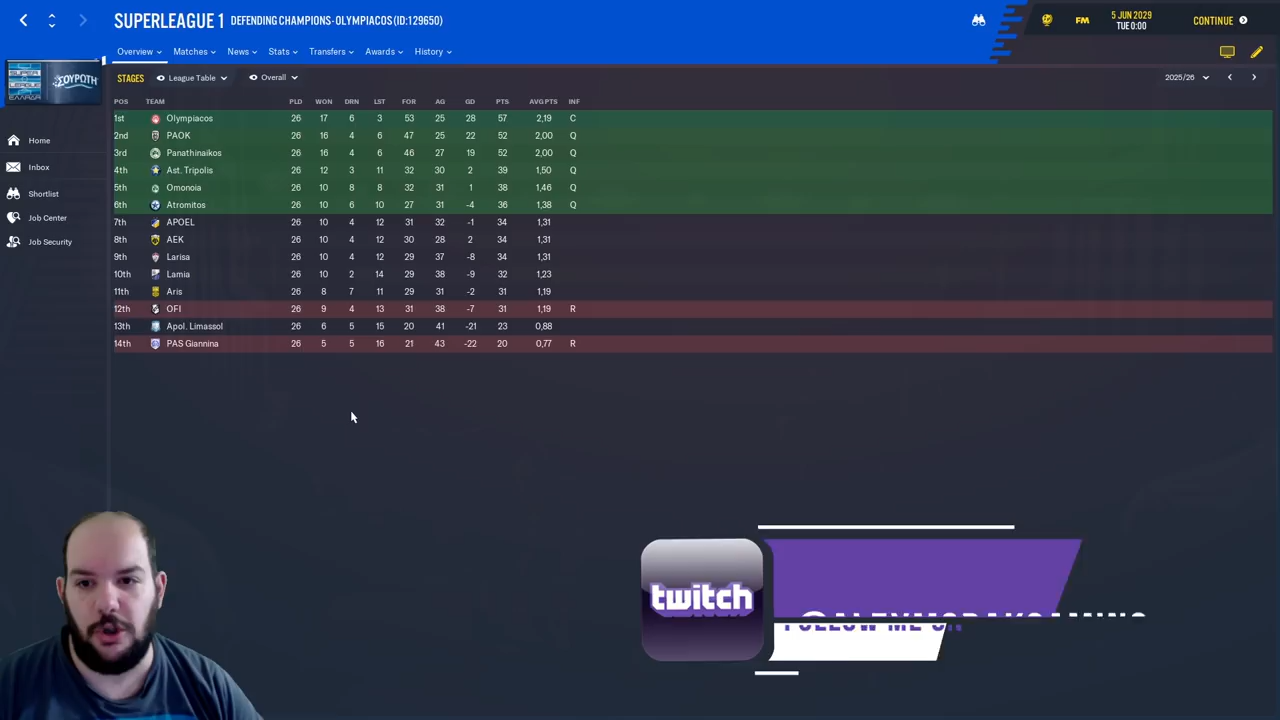 SUPERLEAGUE 1 DEFENDING CHAMPIONS - OLYMPIACOS (ID:129650)
FM 5 JUN 2029 TUE 0:00 CONTINUE
Overview Matches News Stats Transfers Awards History
SUPER LEAGUE ΣΟΥΡΩΤΗ
STAGES League Table Overall 2025/26
POS TEAM PLD WON DRN LST FOR AG GD PTS AVG PTS INF
1st Olympiacos 26 17 6 3 53 25 28 57 2,19 C
2nd PAOK 26 16 4 6 47 25 22 52 2,00 Q
3rd Panathinaikos 26 16 4 6 46 27 19 52 2,00 Q
4th Ast. Tripolis 26 12 3 11 32 30 2 39 1,50 Q
5th Omonoia 26 10 8 8 32 31 1 38 1,46 Q
6th Atromitos 26 10 6 10 27 31 -4 36 1,38 Q
7th APOEL 26 10 4 12 31 32 -1 34 1,31
8th AEK 26 10 4 12 30 28 2 34 1,31
9th Larisa 26 10 4 12 29 37 -8 34 1,31
10th Lamia 26 10 2 14 29 38 -9 32 1,23
11th Aris 26 8 7 11 29 31 -2 31 1,19
12th OFI 26 9 4 13 31 38 -7 31 1,19 R
13th Apol. Limassol 26 6 5 15 20 41 -21 23 0,88
14th PAS Giannina 26 5 5 16 21 43 -22 20 0,77 R
Home
Inbox
Shortlist
Job Center
Job Security
twitch
FOLLOW ME ON